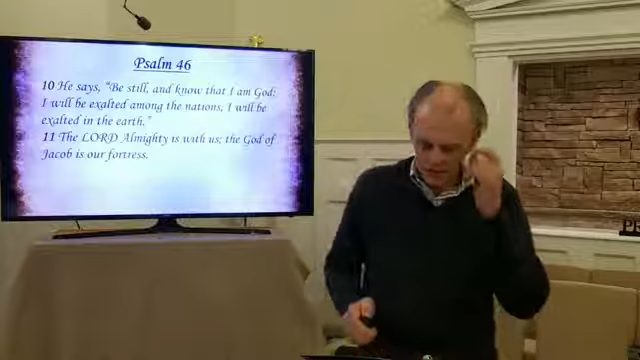 Psalm 46
10 He says, "Be still, and know that I am God;
I will be exalted among the nations, I will be
exalted in the earth."
11 The LORD Almighty is with us; the God of
Jacob is our fortress.